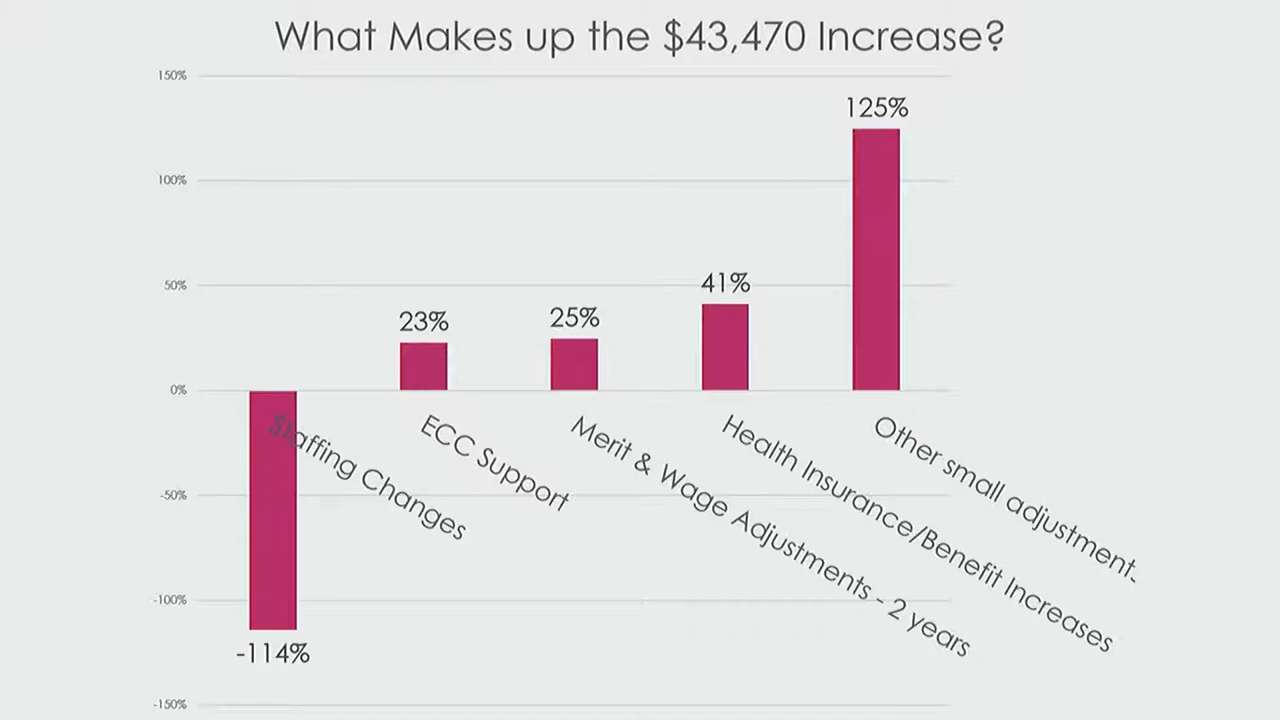 What Makes up the $43,470 Increase?
150%
125%
100%
50%
41%
23%
25%
0%
Staffing Changes
ECC Support
Merit & Wage Adjustments - 2 years
Health Insurance/Benefit Increases
Other small adjustment
-50%
-100%
-114%
-150%